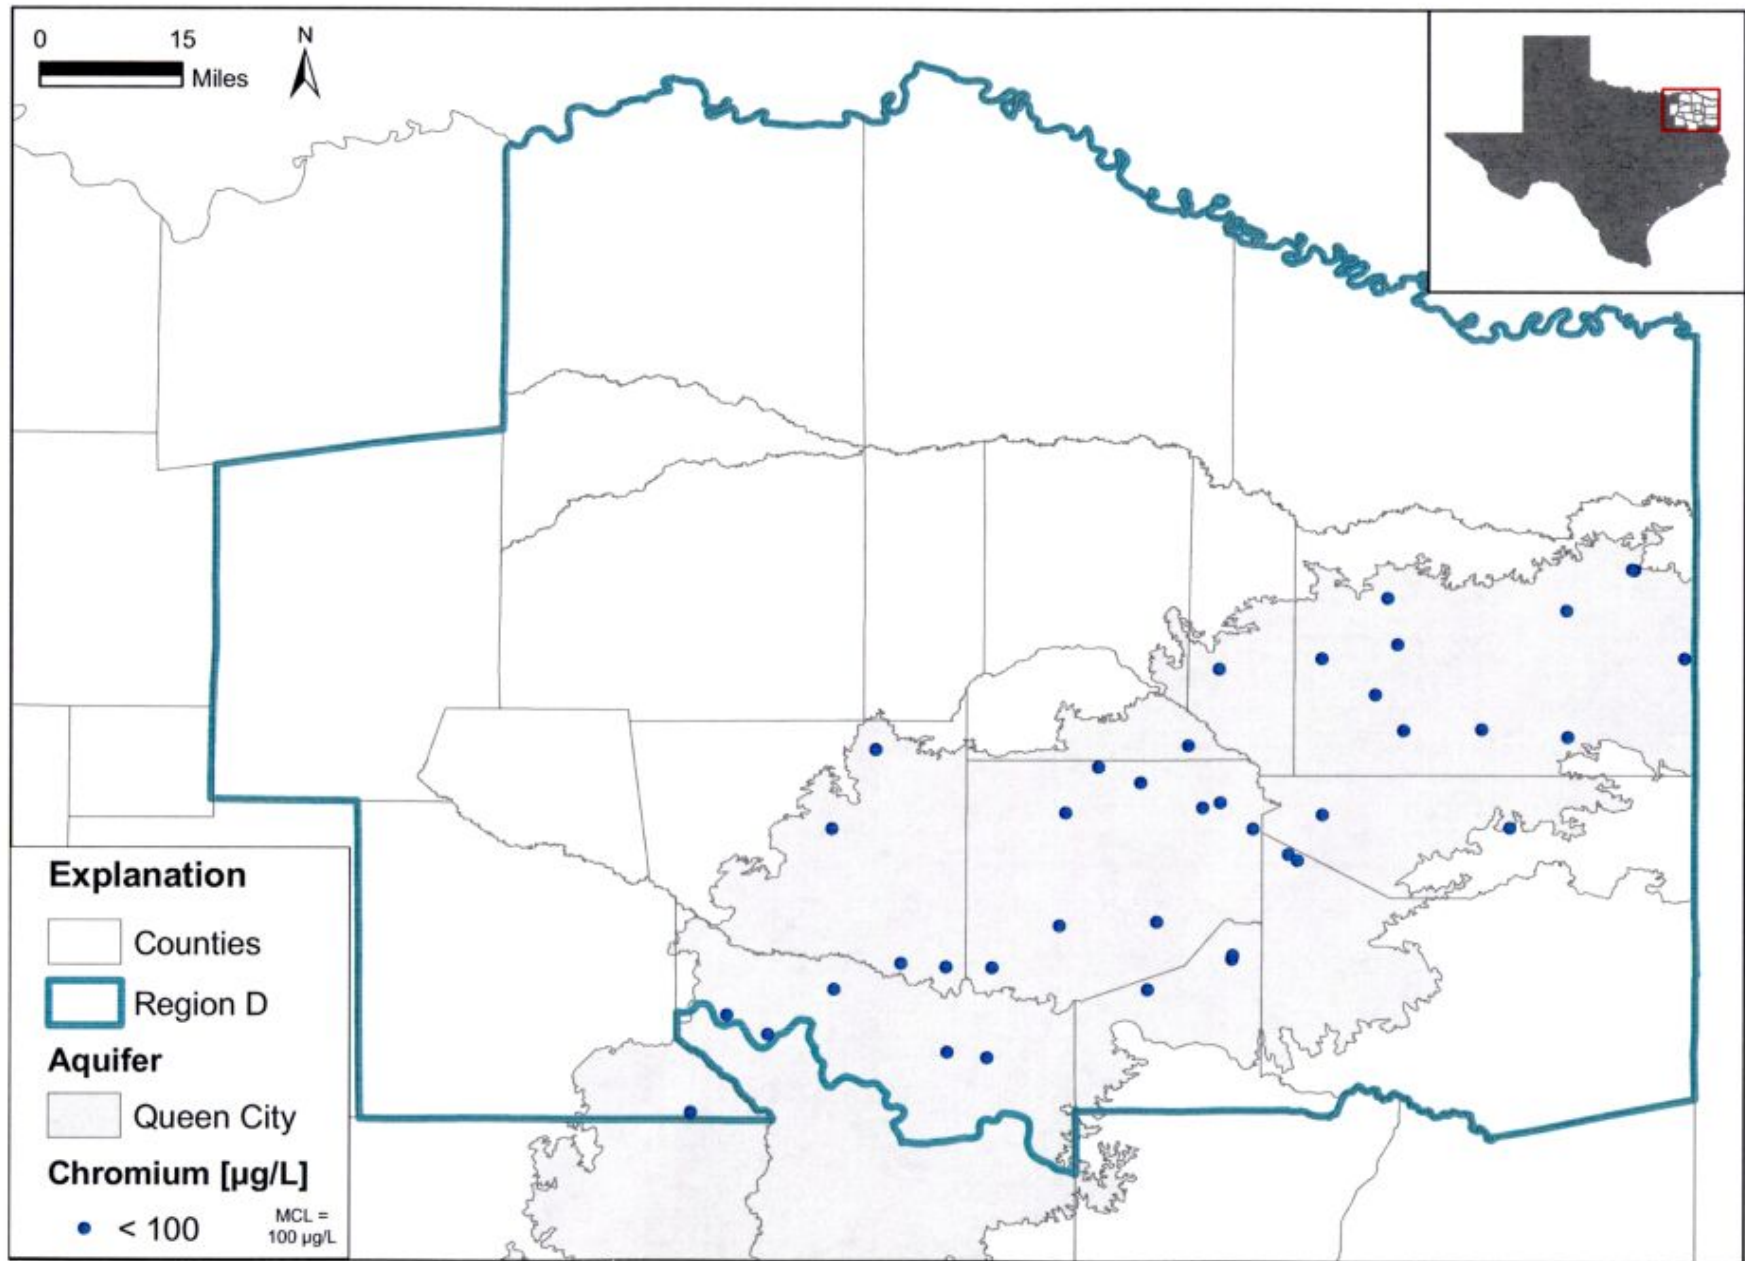 0 15
Miles
N
Explanation
Counties
Region D
Aquifer
Queen City
Chromium [µg/L]
< 100
MCL =
100 µg/L